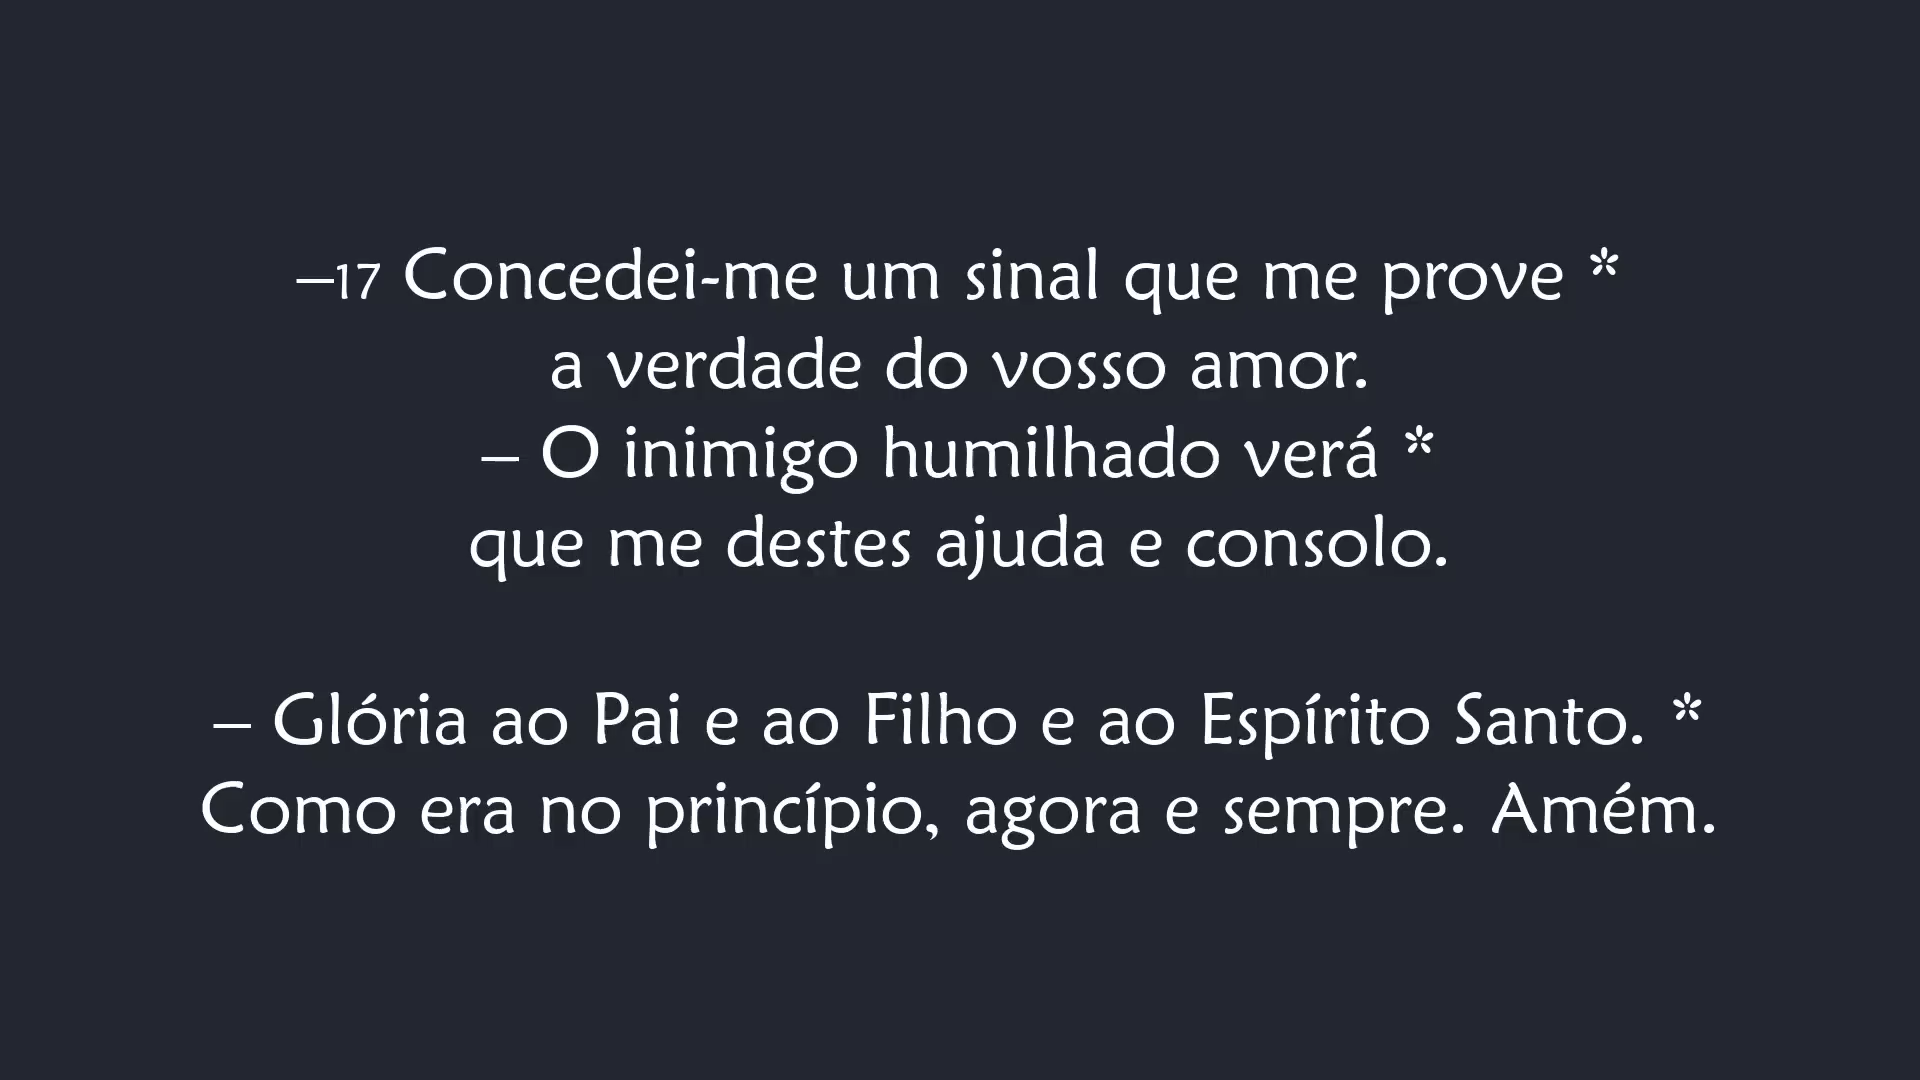 –17 Concedei-me um sinal que me prove *
a verdade do vosso amor.
– O inimigo humilhado verá *
que me destes ajuda e consolo.
– Glória ao Pai e ao Filho e ao Espírito Santo. *
Como era no princípio, agora e sempre. Amém.